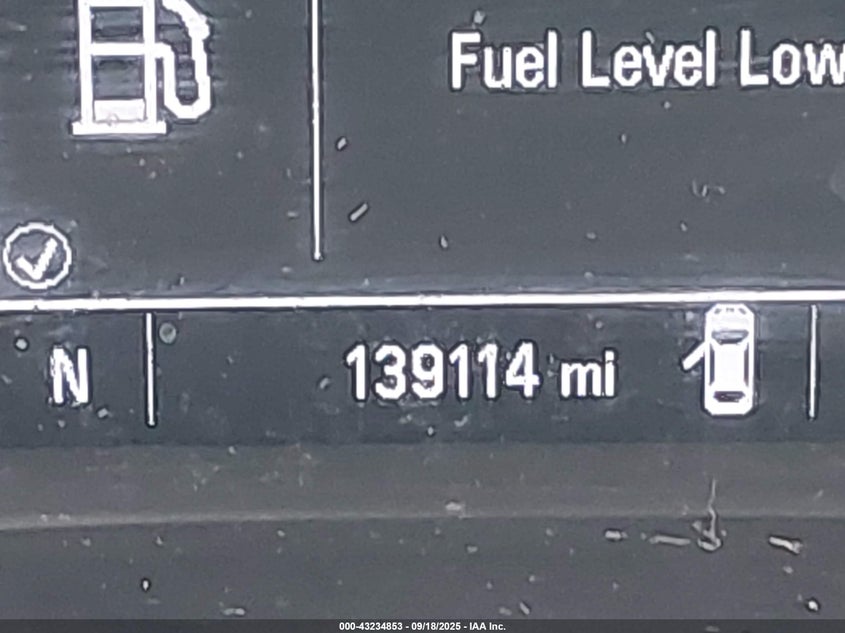 Fuel Level Low
N 139114 mi
000-43234853 - 09/18/2025 - IAA Inc.